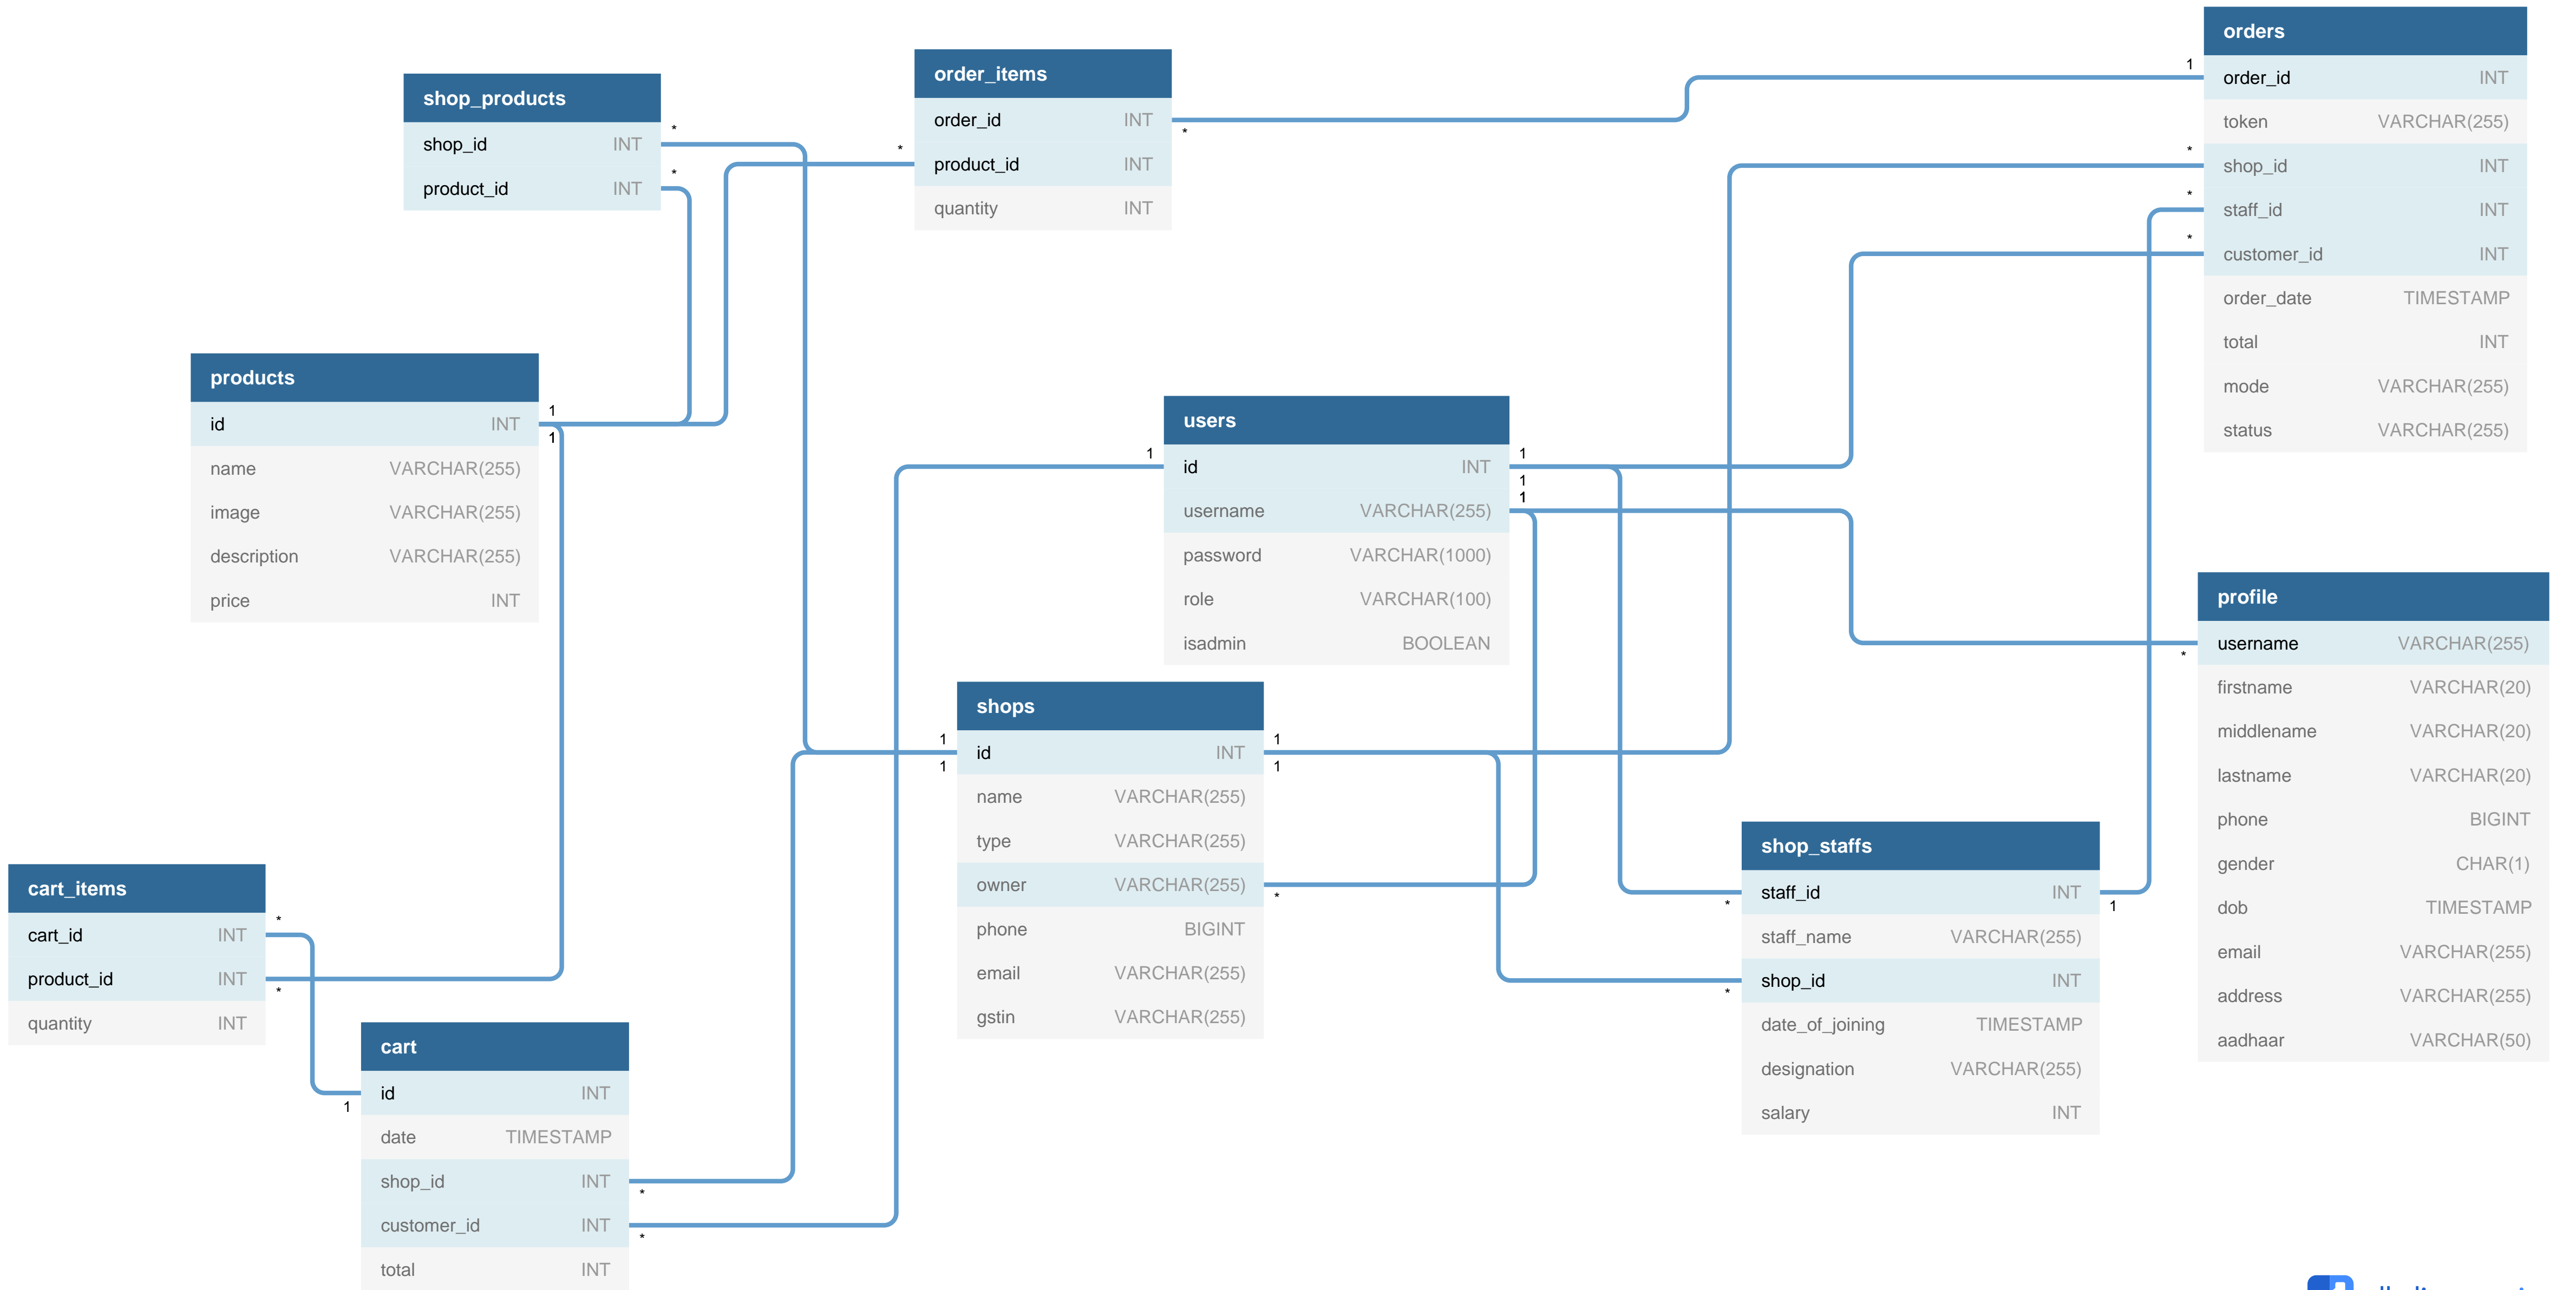 shop_products
shop_id INT
product_id INT
order_items
order_id INT
product_id INT
quantity INT
orders
order_id INT
token VARCHAR(255)
shop_id INT
staff_id INT
customer_id INT
order_date TIMESTAMP
total INT
mode VARCHAR(255)
status VARCHAR(255)
products
id INT
name VARCHAR(255)
image VARCHAR(255)
description VARCHAR(255)
price INT
users
id INT
username VARCHAR(255)
password VARCHAR(1000)
role VARCHAR(100)
isadmin BOOLEAN
profile
username VARCHAR(255)
firstname VARCHAR(20)
middlename VARCHAR(20)
lastname VARCHAR(20)
phone BIGINT
gender CHAR(1)
dob TIMESTAMP
email VARCHAR(255)
address VARCHAR(255)
aadhaar VARCHAR(50)
shops
id INT
name VARCHAR(255)
type VARCHAR(255)
owner VARCHAR(255)
phone BIGINT
email VARCHAR(255)
gstin VARCHAR(255)
shop_staffs
staff_id INT
staff_name VARCHAR(255)
shop_id INT
date_of_joining TIMESTAMP
designation VARCHAR(255)
salary INT
cart_items
cart_id INT
product_id INT
quantity INT
cart
id INT
date TIMESTAMP
shop_id INT
customer_id INT
total INT